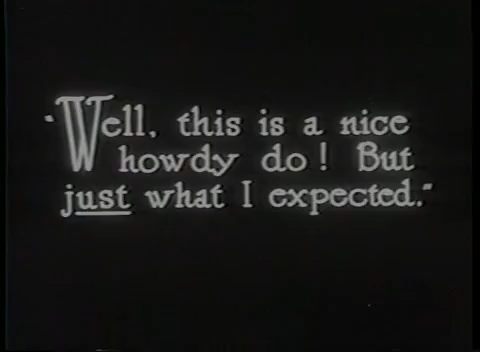 "Well, this is a nice
howdy do! But
just what I expected."